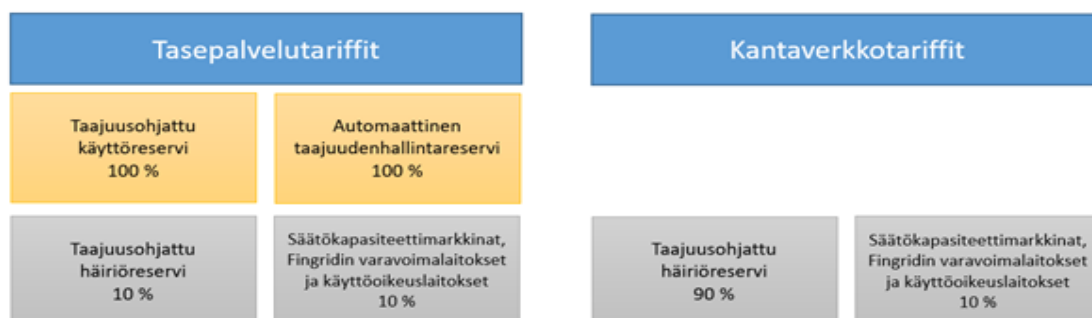 Tasepalvelutariffit
Kantaverkkotariffit
Taajuusohjattu
käyttöreservi
100 %
Automaattinen
taajuudenhallintareservi
100 %
Taajuusohjattu
häiriöreservi
10 %
Säätökapasiteettimarkkinat,
Fingridin varavoimalaitokset
ja käyttöoikeuslaitokset
10 %
Taajuusohjattu
häiriöreservi
90 %
Säätökapasiteettimarkkinat,
Fingridin varavoimalaitokset
ja käyttöoikeuslaitokset
10 %